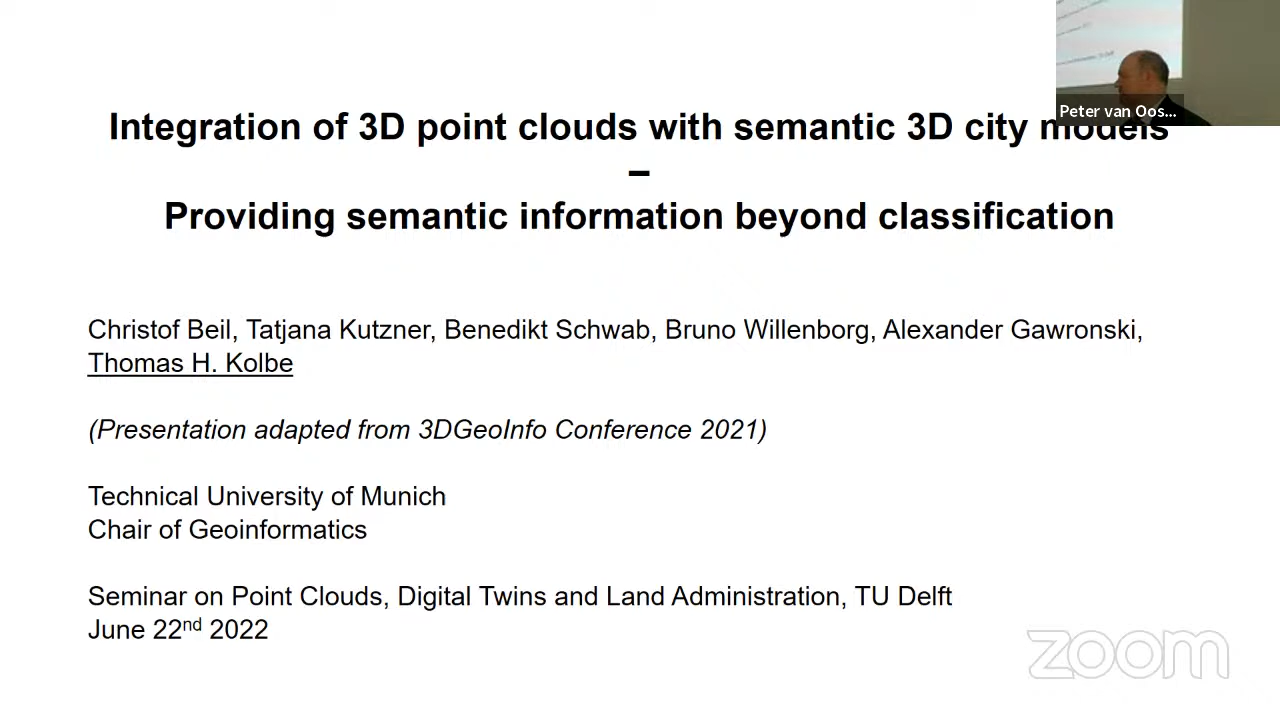 Integration of 3D point clouds with semantic 3D city models
–
Providing semantic information beyond classification
Peter van Oos...
Christof Beil, Tatjana Kutzner, Benedikt Schwab, Bruno Willenborg, Alexander Gawronski,
Thomas H. Kolbe
(Presentation adapted from 3DGeoInfo Conference 2021)
Technical University of Munich
Chair of Geoinformatics
Seminar on Point Clouds, Digital Twins and Land Administration, TU Delft
June 22nd 2022
zoom